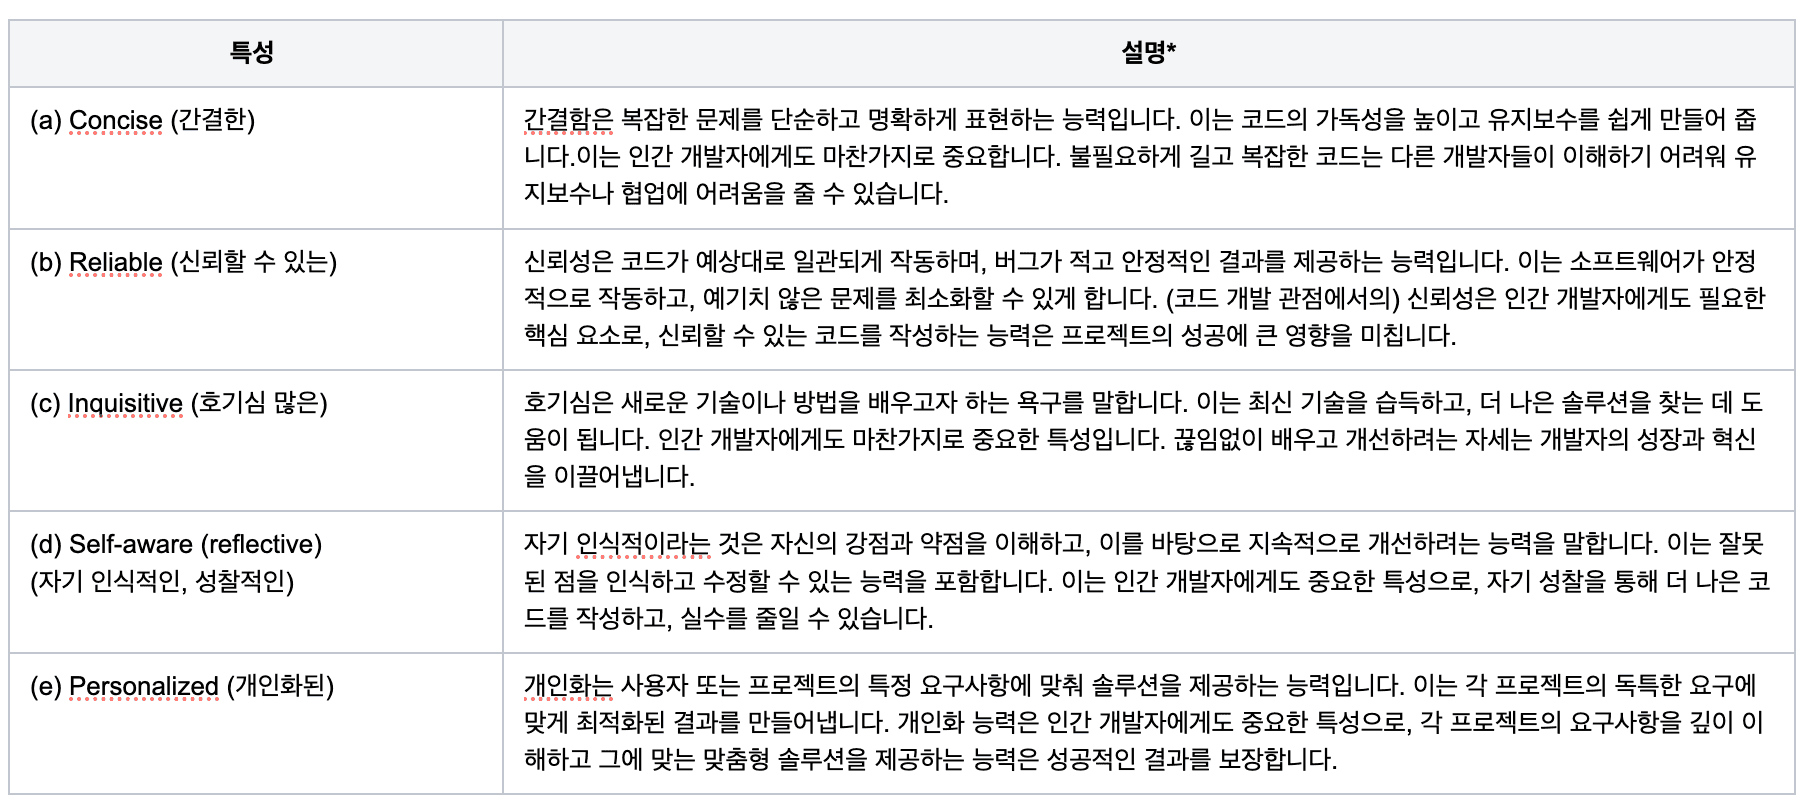 특성
설명*
(a) Concise (간결한)
간결함은 복잡한 문제를 단순하고 명확하게 표현하는 능력입니다. 이는 코드의 가독성을 높이고 유지보수를 쉽게 만들어 줍
니다.이는 인간 개발자에게도 마찬가지로 중요합니다. 불필요하게 길고 복잡한 코드는 다른 개발자들이 이해하기 어려워 유
지보수나 협업에 어려움을 줄 수 있습니다.
(b) Reliable (신뢰할 수 있는)
신뢰성은 코드가 예상대로 일관되게 작동하며, 버그가 적고 안정적인 결과를 제공하는 능력입니다. 이는 소프트웨어가 안정
적으로 작동하고, 예기치 않은 문제를 최소화할 수 있게 합니다. (코드 개발 관점에서의) 신뢰성은 인간 개발자에게도 필요한
핵심 요소로, 신뢰할 수 있는 코드를 작성하는 능력은 프로젝트의 성공에 큰 영향을 미칩니다.
(c) Inquisitive (호기심 많은)
호기심은 새로운 기술이나 방법을 배우고자 하는 욕구를 말합니다. 이는 최신 기술을 습득하고, 더 나은 솔루션을 찾는 데 도
움이 됩니다. 인간 개발자에게도 마찬가지로 중요한 특성입니다. 끊임없이 배우고 개선하려는 자세는 개발자의 성장과 혁신
을 이끌어냅니다.
(d) Self-aware (reflective)
(자기 인식적인, 성찰적인)
자기 인식적이라는 것은 자신의 강점과 약점을 이해하고, 이를 바탕으로 지속적으로 개선하려는 능력을 말합니다. 이는 잘못
된 점을 인식하고 수정할 수 있는 능력을 포함합니다. 이는 인간 개발자에게도 중요한 특성으로, 자기 성찰을 통해 더 나은 코
드를 작성하고, 실수를 줄일 수 있습니다.
(e) Personalized (개인화된)
개인화는 사용자 또는 프로젝트의 특정 요구사항에 맞춰 솔루션을 제공하는 능력입니다. 이는 각 프로젝트의 독특한 요구에
맞게 최적화된 결과를 만들어냅니다. 개인화 능력은 인간 개발자에게도 중요한 특성으로, 각 프로젝트의 요구사항을 깊이 이
해하고 그에 맞는 맞춤형 솔루션을 제공하는 능력은 성공적인 결과를 보장합니다.